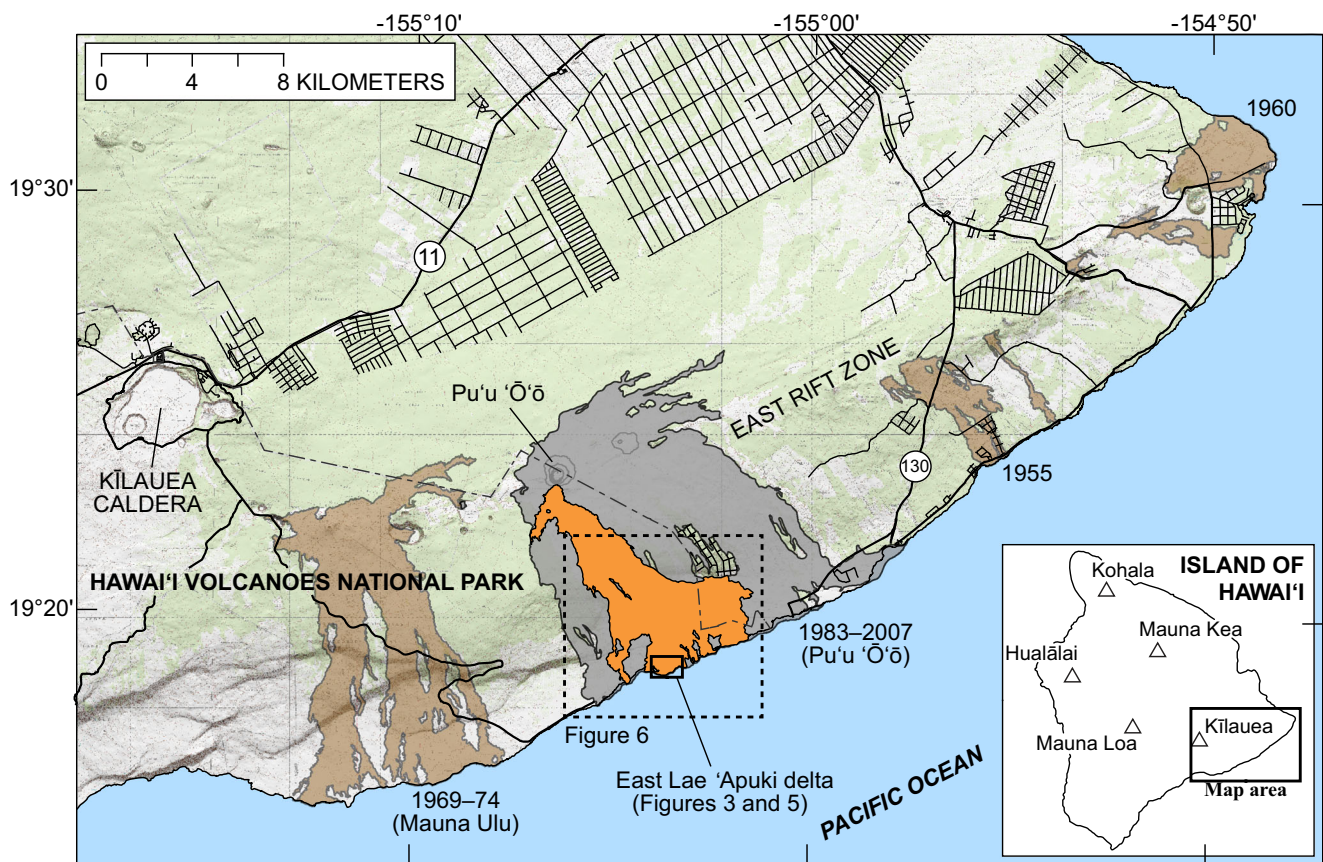 -155°10'
-155°00'
-154°50'
0 4 8 KILOMETERS
1960
19°30'
11
Pu‘u ‘Ō‘ō
EAST RIFT ZONE
KĪLAUEA
CALDERA
130
1955
HAWAI‘I VOLCANOES NATIONAL PARK
19°20'
1983–2007
(Pu‘u ‘Ō‘ō)
Figure 6
East Lae ‘Apuki delta
(Figures 3 and 5)
1969–74
(Mauna Ulu)
PACIFIC OCEAN
ISLAND OF
HAWAI‘I
Kohala
Mauna Kea
Hualālai
Mauna Loa
Kīlauea
Map area